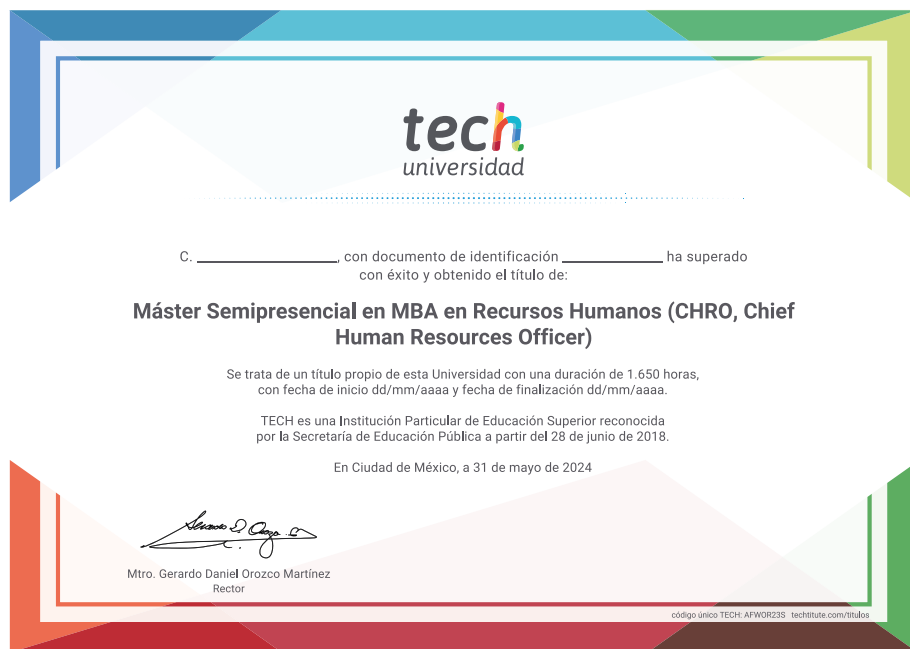 tech
universidad
C. ____________________, con documento de identificación ______________ ha superado
con éxito y obtenido el título de:
Máster Semipresencial en MBA en Recursos Humanos (CHRO, Chief
Human Resources Officer)
Se trata de un título propio de esta Universidad con una duración de 1.650 horas,
con fecha de inicio dd/mm/aaaa y fecha de finalización dd/mm/aaaa.
TECH es una Institución Particular de Educación Superior reconocida
por la Secretaría de Educación Pública a partir del 28 de junio de 2018.
En Ciudad de México, a 31 de mayo de 2024
Mtro. Gerardo Daniel Orozco Martínez
Rector
código único TECH: AFWOR23S techtitute.com/titulos